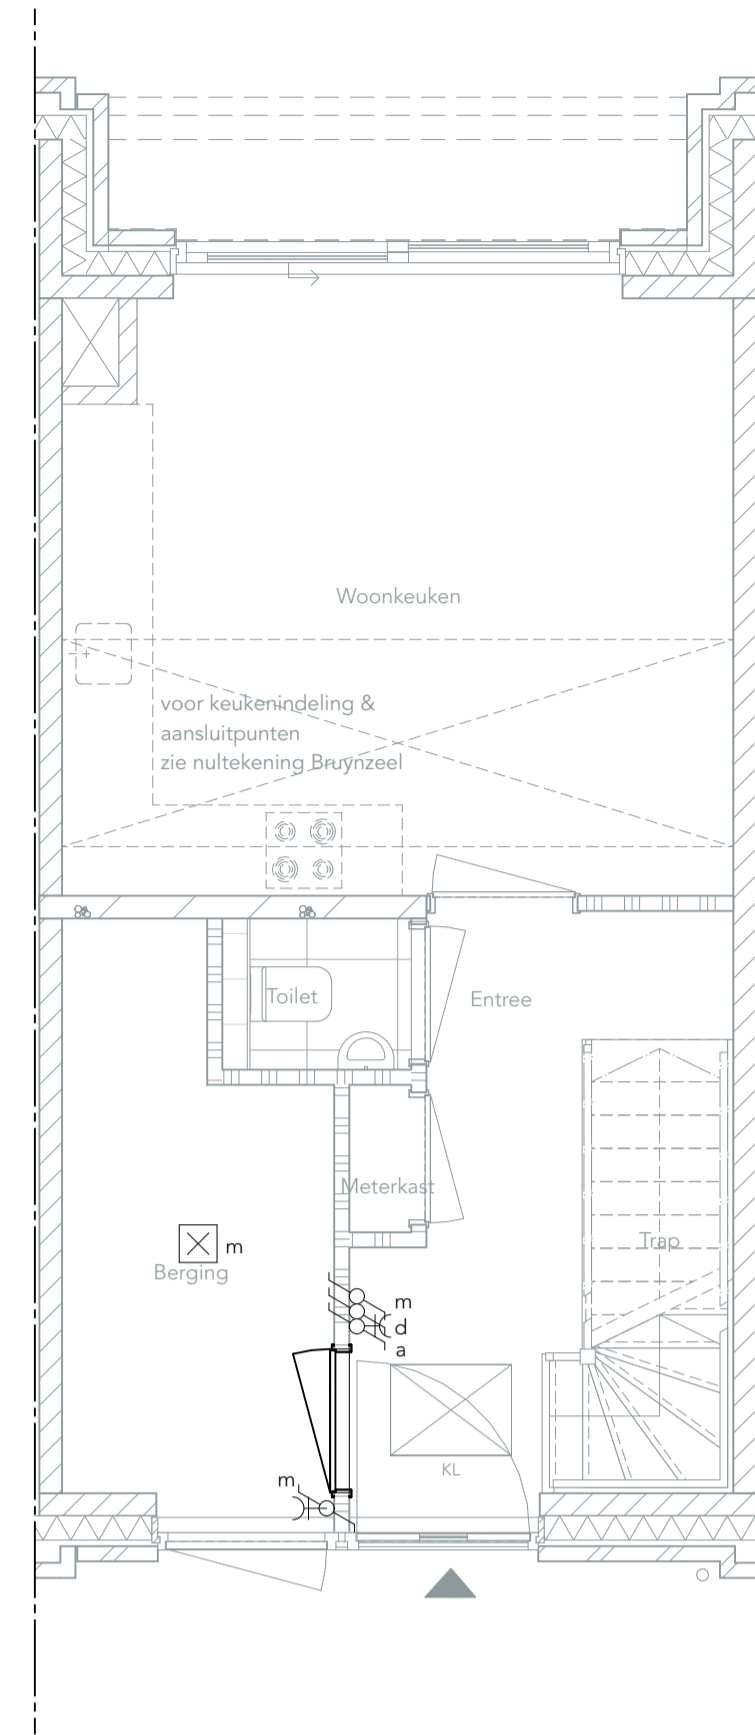 Woonkeuken
voor keukenindeling &
aansluitpunten
zie nultekening Bruynzeel
Toilet
Entree
Meterkast
Trap
m
Berging
m
d
a
KL
m